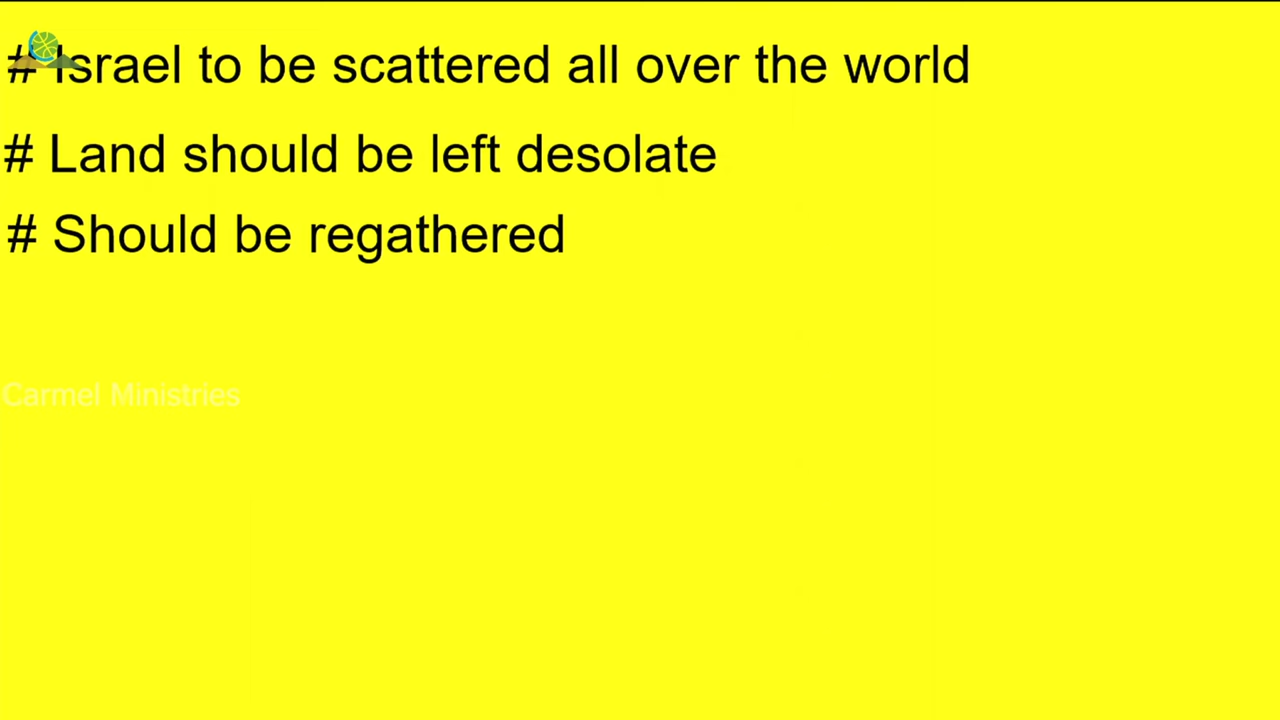 # Israel to be scattered all over the world
# Land should be left desolate
# Should be regathered
Carmel Ministries